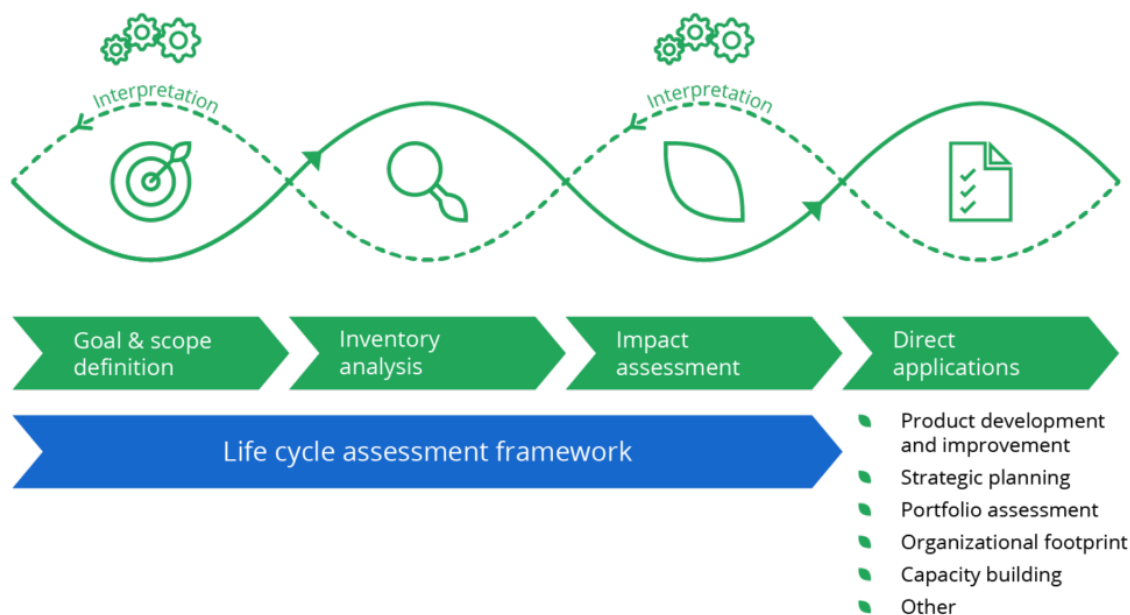 Interpretation
Interpretation
Goal & scope
definition
Inventory
analysis
Impact
assessment
Direct
applications
Life cycle assessment framework
Product development
and improvement
Strategic planning
Portfolio assessment
Organizational footprint
Capacity building
Other